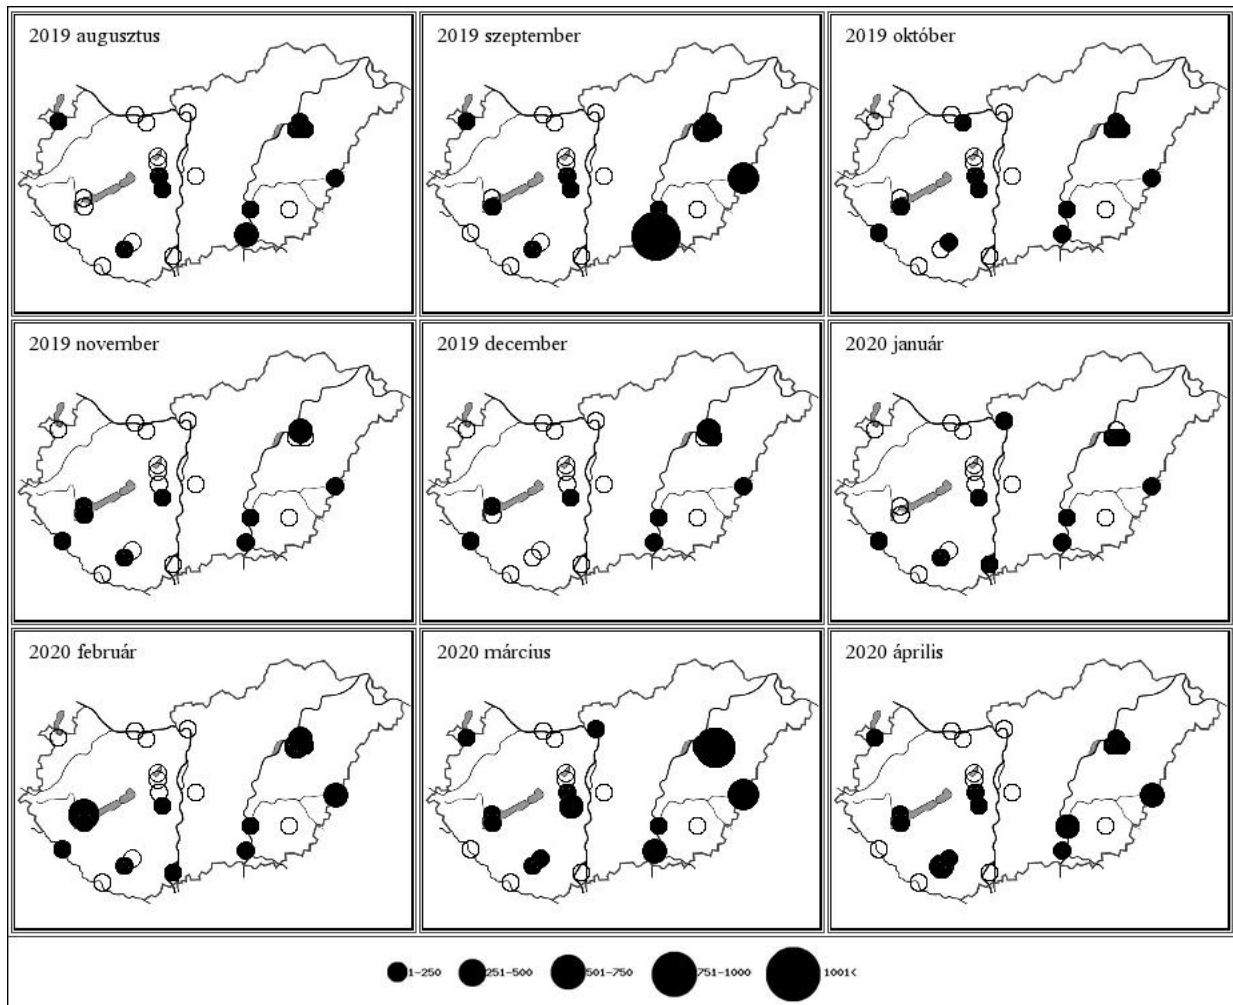 2019 augusztus
2019 szeptember
2019 október
2019 november
2019 december
2020 január
2020 február
2020 március
2020 április
1-250 251-500 501-750 751-1000 1001<